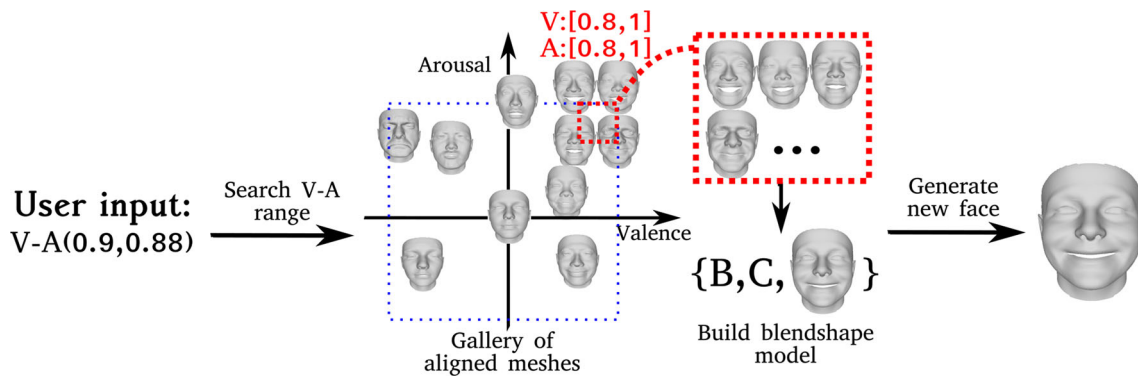 V:[0.8,1]
A:[0.8,1]
Arousal
User input:
V-A(0.9,0.88)
Search V-A
range
Valence
Gallery of
aligned meshes
...
{B,C, }
Build blendshape
model
Generate
new face